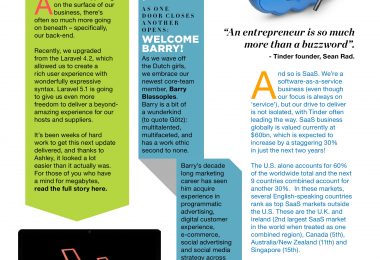 A
on the surface of our
business, there's
often so much more going
on beneath – specifically,
our back-end.
Recently, we upgraded
from the Laravel 4.2, which
allowed us to create a
rich user experience with
wonderfully expressive
syntax. Laravel 5.1 is going
to give us even more
freedom to deliver a beyond-
amazing experience for our
hosts and suppliers.
It's been weeks of hard
work to get this next update
delivered, and thanks to
Ashley, it looked a lot
easier than it actually was.
For those of you who have
a mind for megabytes,
read the full story here.
AS ONE
DOOR CLOSES
ANOTHER
OPENS:
WELCOME
BARRY!
As we wave off
the Dutch girls,
we embrace our
newest core-team
member, Barry
Blessoples.
Barry is a bit of
a wunderkind
(to quote Götz):
multitalented,
multifaceted, and
has a work ethic
second to none.
Barry's decade
long marketing
career has seen
him acquire
experience in
programmatic
advertising,
digital customer
experience,
e-commerce,
social advertising
and social media
strategy across
"An entrepreneur is so much
more than a buzzword".
- Tinder founder, Sean Rad.
And so is SaaS. We're a
software-as-a-service
business (even though
our focus is always on
'service'), but our drive to deliver
is not isolated, with Tinder often
leading the way. SaaS business
globally is valued currently at
$60bn, which is expected to
increase by a staggering 30%
in just the next two years!
The U.S. alone accounts for 60%
of the worldwide total and the next
9 countries combined account for
another 30%. In these markets,
several English-speaking countries
rank as top SaaS markets outside
the U.S. These are the U.K. and
Ireland (2nd largest SaaS market
in the world when treated as one
combined region), Canada (5th),
Australia/New Zealand (11th) and
Singapore (15th).